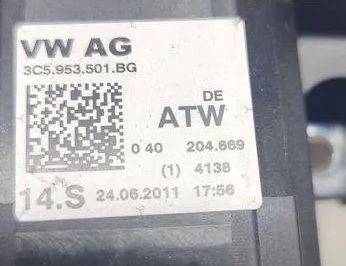 VW AG
3C5.953.501.BG
DE
ATW
0 40 204.669
(1) 4138
14.S 24.06.2011 17:56